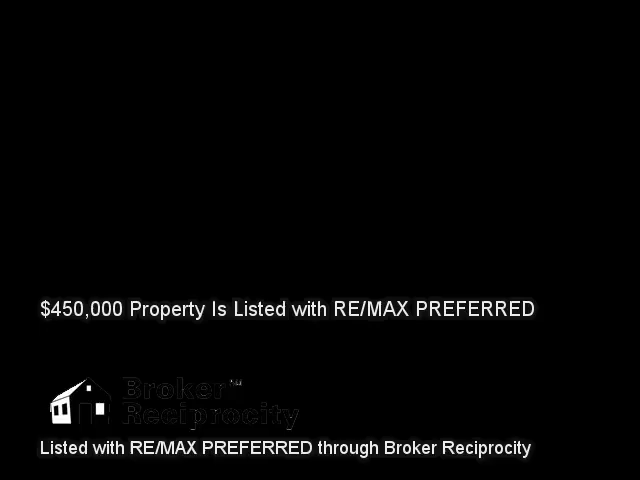 $450,000 Property Is Listed with RE/MAX PREFERRED
Broker™
Reciprocity
Listed with RE/MAX PREFERRED through Broker Reciprocity